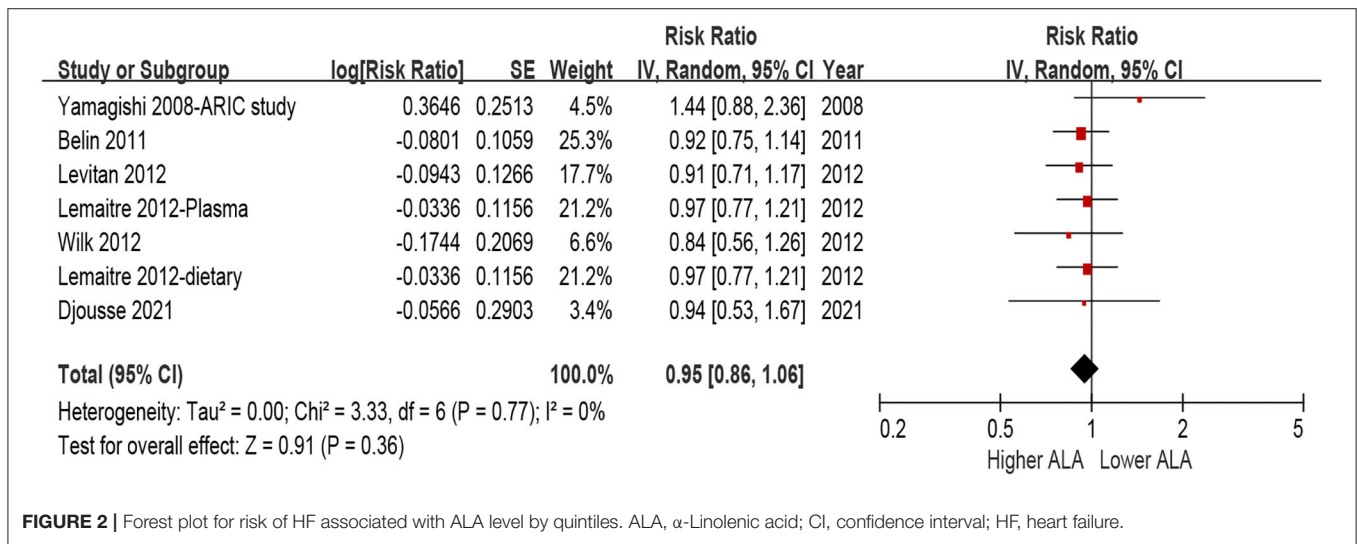 Risk Ratio Risk Ratio
Study or Subgroup log[Risk Ratio] SE Weight IV, Random, 95% CI Year IV, Random, 95% CI
Yamagishi 2008-ARIC study 0.3646 0.2513 4.5% 1.44 [0.88, 2.36] 2008
Belin 2011 -0.0801 0.1059 25.3% 0.92 [0.75, 1.14] 2011
Levitan 2012 -0.0943 0.1266 17.7% 0.91 [0.71, 1.17] 2012
Lemaitre 2012-Plasma -0.0336 0.1156 21.2% 0.97 [0.77, 1.21] 2012
Wilk 2012 -0.1744 0.2069 6.6% 0.84 [0.56, 1.26] 2012
Lemaitre 2012-dietary -0.0336 0.1156 21.2% 0.97 [0.77, 1.21] 2012
Djousse 2021 -0.0566 0.2903 3.4% 0.94 [0.53, 1.67] 2021
Total (95% CI) 100.0% 0.95 [0.86, 1.06]
Heterogeneity: Tau² = 0.00; Chi² = 3.33, df = 6 (P = 0.77); I² = 0%
Test for overall effect: Z = 0.91 (P = 0.36)
0.2 0.5 1 2 5
Higher ALA Lower ALA
FIGURE 2 | Forest plot for risk of HF associated with ALA level by quintiles. ALA, α-Linolenic acid; CI, confidence interval; HF, heart failure.